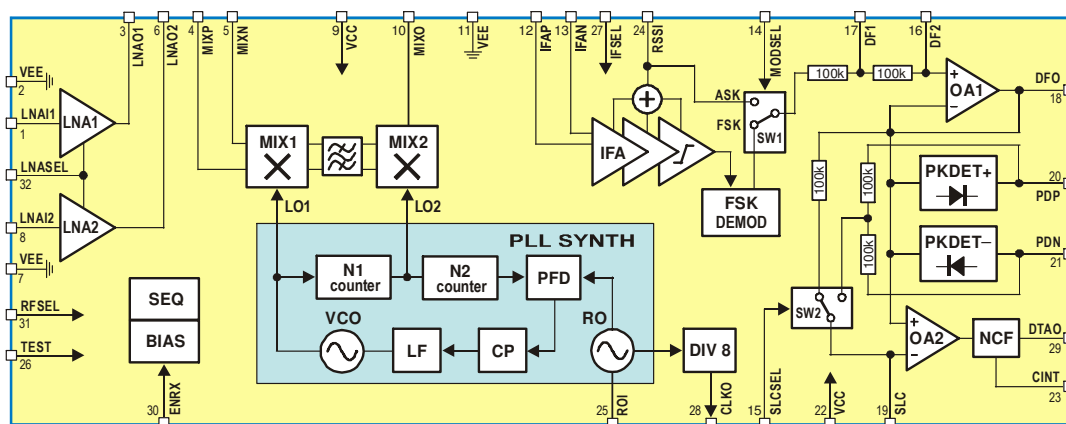 3 LNAO1
6 LNAO2
4 MIXP
5 MIXN
9 VCC
10 MIXO
11 VEE
12 IFAP
13 IFAN
27 IFSEL
24 RSSI
14 MODSEL
17 DF1
16 DF2
VEE
2
LNAI1
1
LNASEL
32
LNAI2
8
VEE
7
RFSEL
31
TEST
26
LNA1
LNA2
MIX1
MIX2
LO1
LO2
IFA
ASK
FSK
SW1
FSK
DEMOD
100k
100k
OA1
+
−
DFO
18
100k
100k
100k
PKDET+
20
PDP
PKDET−
PDN
21
SW2
+
−
OA2
NCF
DTAO
29
CINT
23
PLL SYNTH
N1
counter
N2
counter
PFD
VCO
LF
CP
RO
DIV 8
SEQ
BIAS
30 ENRX
25 ROI
28 CLKO
15 SLCSEL
22 VCC
19 SLC